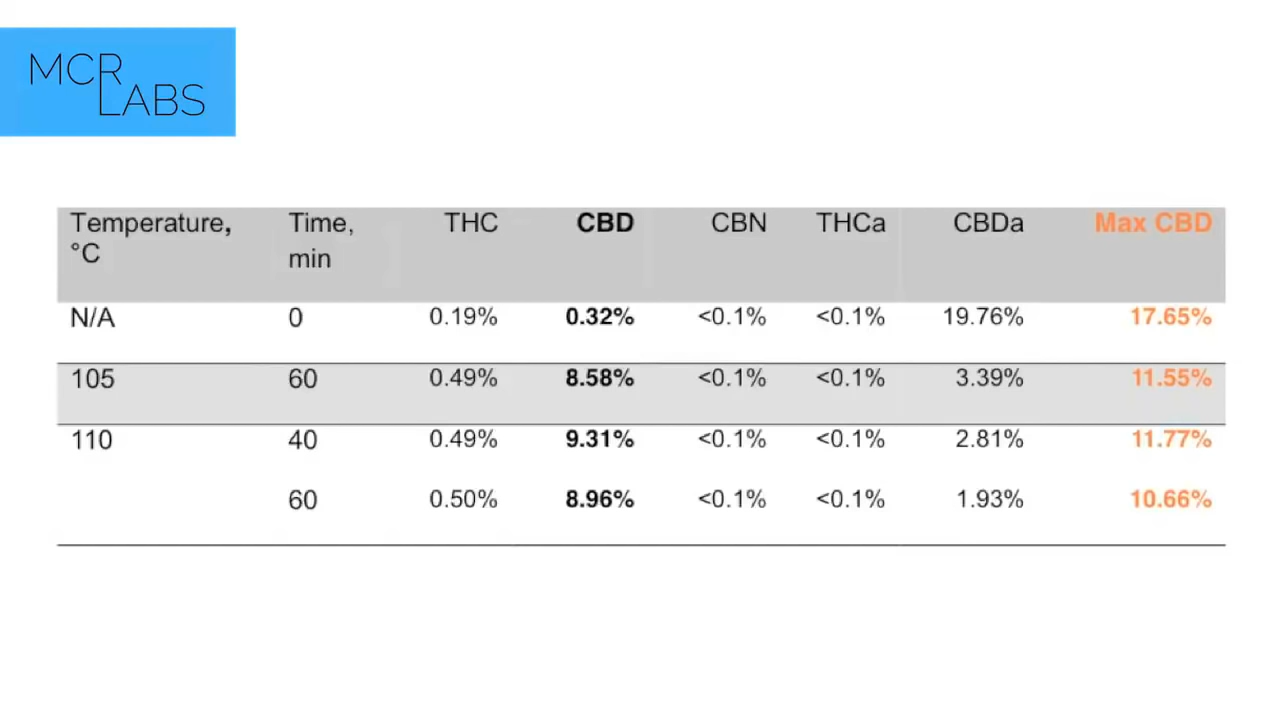 MCR
LABS
Temperature, °C Time, min THC CBD CBN THCa CBDa Max CBD
N/A 0 0.19% 0.32% <0.1% <0.1% 19.76% 17.65%
105 60 0.49% 8.58% <0.1% <0.1% 3.39% 11.55%
110 40 0.49% 9.31% <0.1% <0.1% 2.81% 11.77%
60 0.50% 8.96% <0.1% <0.1% 1.93% 10.66%